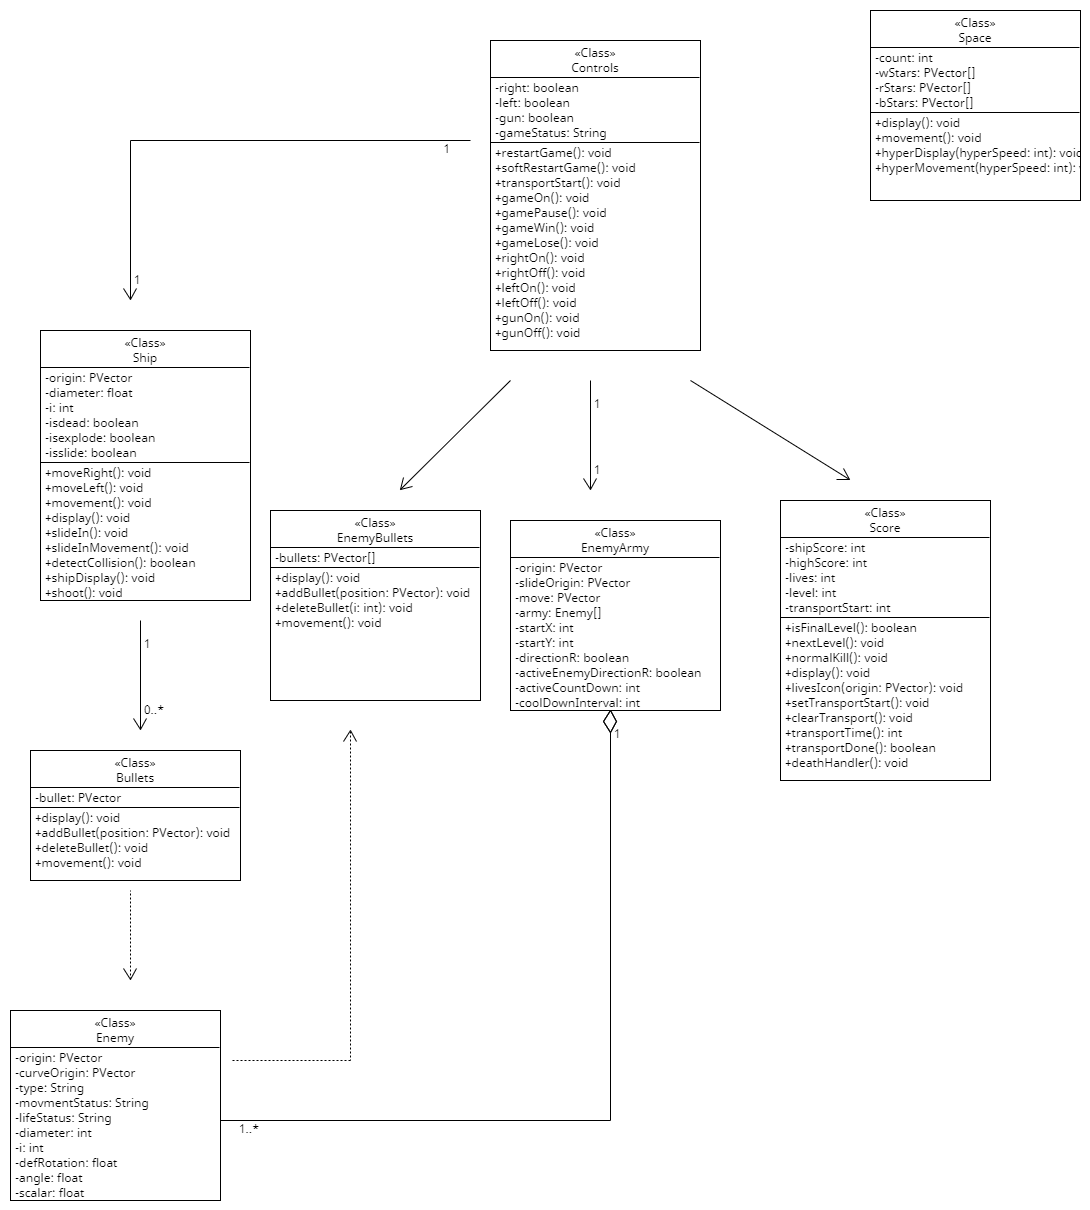 «Class»
Controls
-right: boolean
-left: boolean
-gun: boolean
-gameStatus: String
+restartGame(): void
+softRestartGame(): void
+transportStart(): void
+gameOn(): void
+gamePause(): void
+gameWin(): void
+gameLose(): void
+rightOn(): void
+rightOff(): void
+leftOn(): void
+leftOff(): void
+gunOn(): void
+gunOff(): void
«Class»
Space
-count: int
-wStars: PVector[]
-rStars: PVector[]
-bStars: PVector[]
+display(): void
+movement(): void
+hyperDisplay(hyperSpeed: int): void
+hyperMovement(hyperSpeed: int):
1
1
«Class»
Ship
-origin: PVector
-diameter: float
-i: int
-isdead: boolean
-isexplode: boolean
-isslide: boolean
+moveRight(): void
+moveLeft(): void
+movement(): void
+display(): void
+slideIn(): void
+slideInMovement(): void
+detectCollision(): boolean
+shipDisplay(): void
+shoot(): void
1
1
«Class»
EnemyBullets
-bullets: PVector[]
+display(): void
+addBullet(position: PVector): void
+deleteBullet(i: int): void
+movement(): void
«Class»
EnemyArmy
-origin: PVector
-slideOrigin: PVector
-move: PVector
-army: Enemy[]
-startX: int
-startY: int
-directionR: boolean
-activeEnemyDirectionR: boolean
-activeCountDown: int
-coolDownInterval: int
1
«Class»
Score
-shipScore: int
-highScore: int
-lives: int
-level: int
-transportStart: int
+isFinalLevel(): boolean
+nextLevel(): void
+normalKill(): void
+display(): void
+livesIcon(origin: PVector): void
+setTransportStart(): void
+clearTransport(): void
+transportTime(): int
+transportDone(): boolean
+deathHandler(): void
1
0..*
«Class»
Bullets
-bullet: PVector
+display(): void
+addBullet(position: PVector): void
+deleteBullet(): void
+movement(): void
«Class»
Enemy
-origin: PVector
-curveOrigin: PVector
-type: String
-movmentStatus: String
-lifeStatus: String
-diameter: int
-i: int
-defRotation: float
-angle: float
-scalar: float
1..*